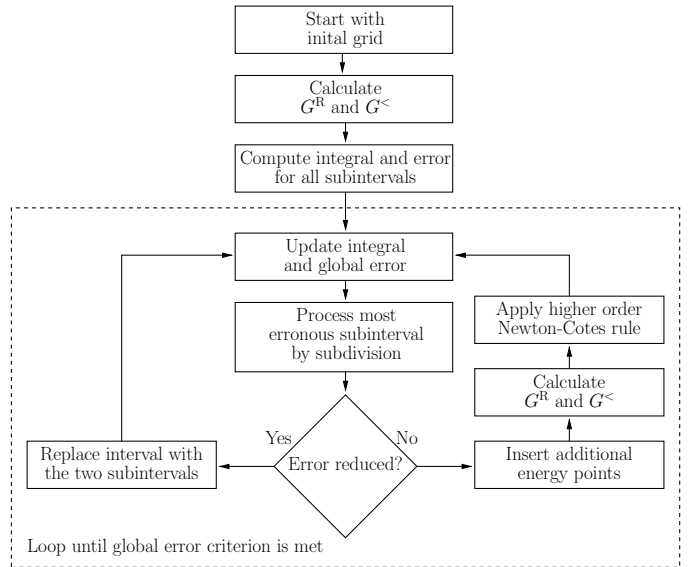 Start with
inital grid
Calculate
G^R and G^<
Compute integral and error
for all subintervals
Update integral
and global error
Process most
erronous subinterval
by subdivision
Apply higher order
Newton-Cotes rule
Calculate
G^R and G^<
Yes
No
Replace interval with
the two subintervals
Error reduced?
Insert additional
energy points
Loop until global error criterion is met